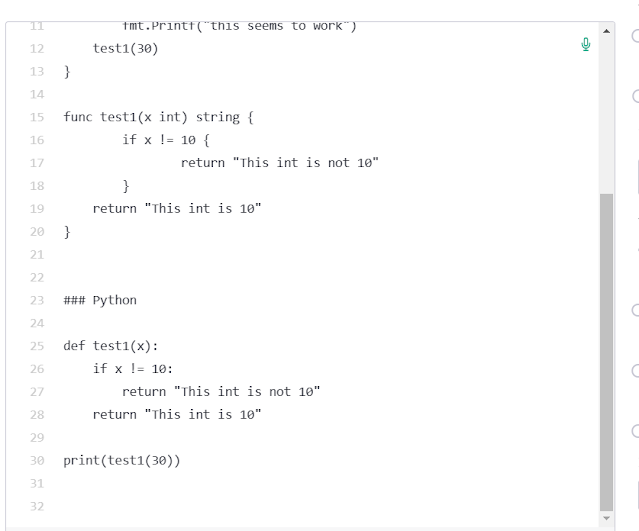 11 fmt.Printf("this seems to work")
12 test1(30)
13 }
14
15 func test1(x int) string {
16 if x != 10 {
17 return "This int is not 10"
18 }
19 return "This int is 10"
20 }
21
22
23 ### Python
24
25 def test1(x):
26 if x != 10:
27 return "This int is not 10"
28 return "This int is 10"
29
30 print(test1(30))
31
32